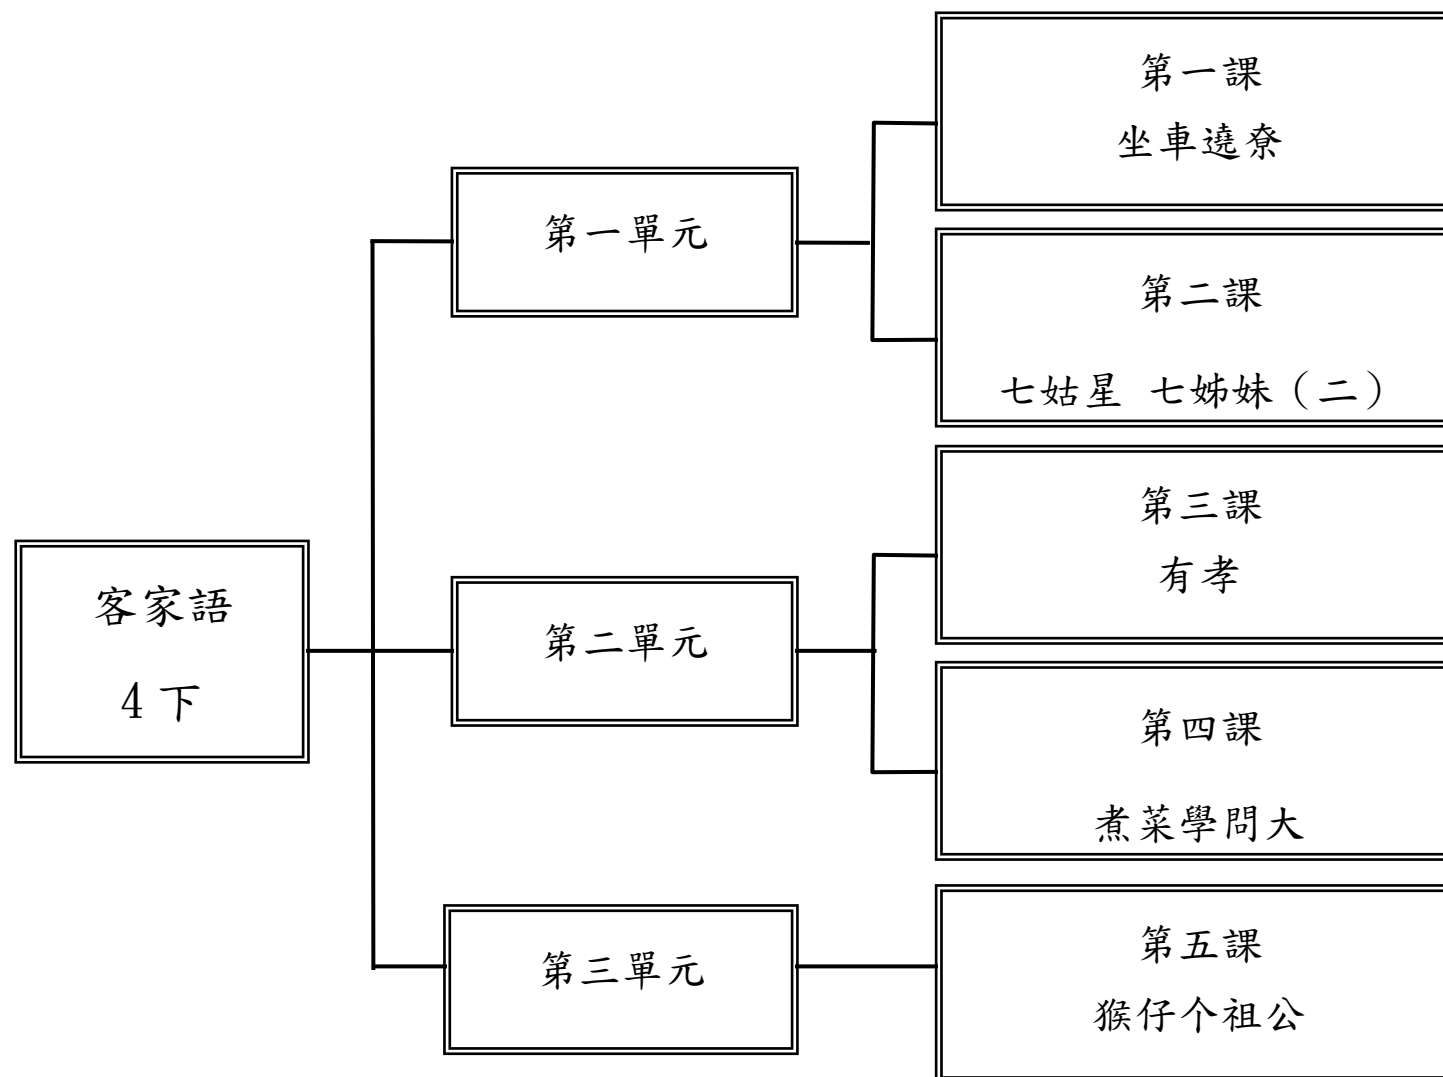 客家語
4下
第一單元
第一課
坐車遶尞
第二課
七姑星 七姊妹（二）
第二單元
第三課
有孝
第四課
煮菜學問大
第三單元
第五課
猴仔个祖公